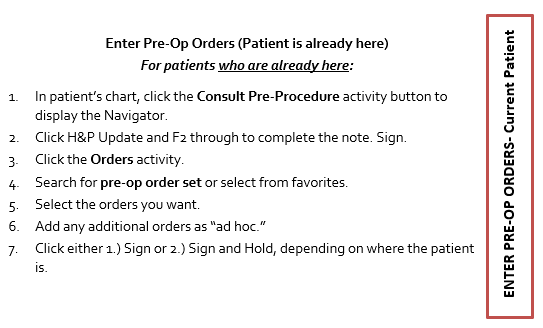 Enter Pre-Op Orders (Patient is already here)
For patients who are already here:
1. In patient’s chart, click the Consult Pre-Procedure activity button to
display the Navigator.
2. Click H&P Update and F2 through to complete the note. Sign.
3. Click the Orders activity.
4. Search for pre-op order set or select from favorites.
5. Select the orders you want.
6. Add any additional orders as “ad hoc.”
7. Click either 1.) Sign or 2.) Sign and Hold, depending on where the patient
is.
ENTER PRE-OP ORDERS- Current Patient